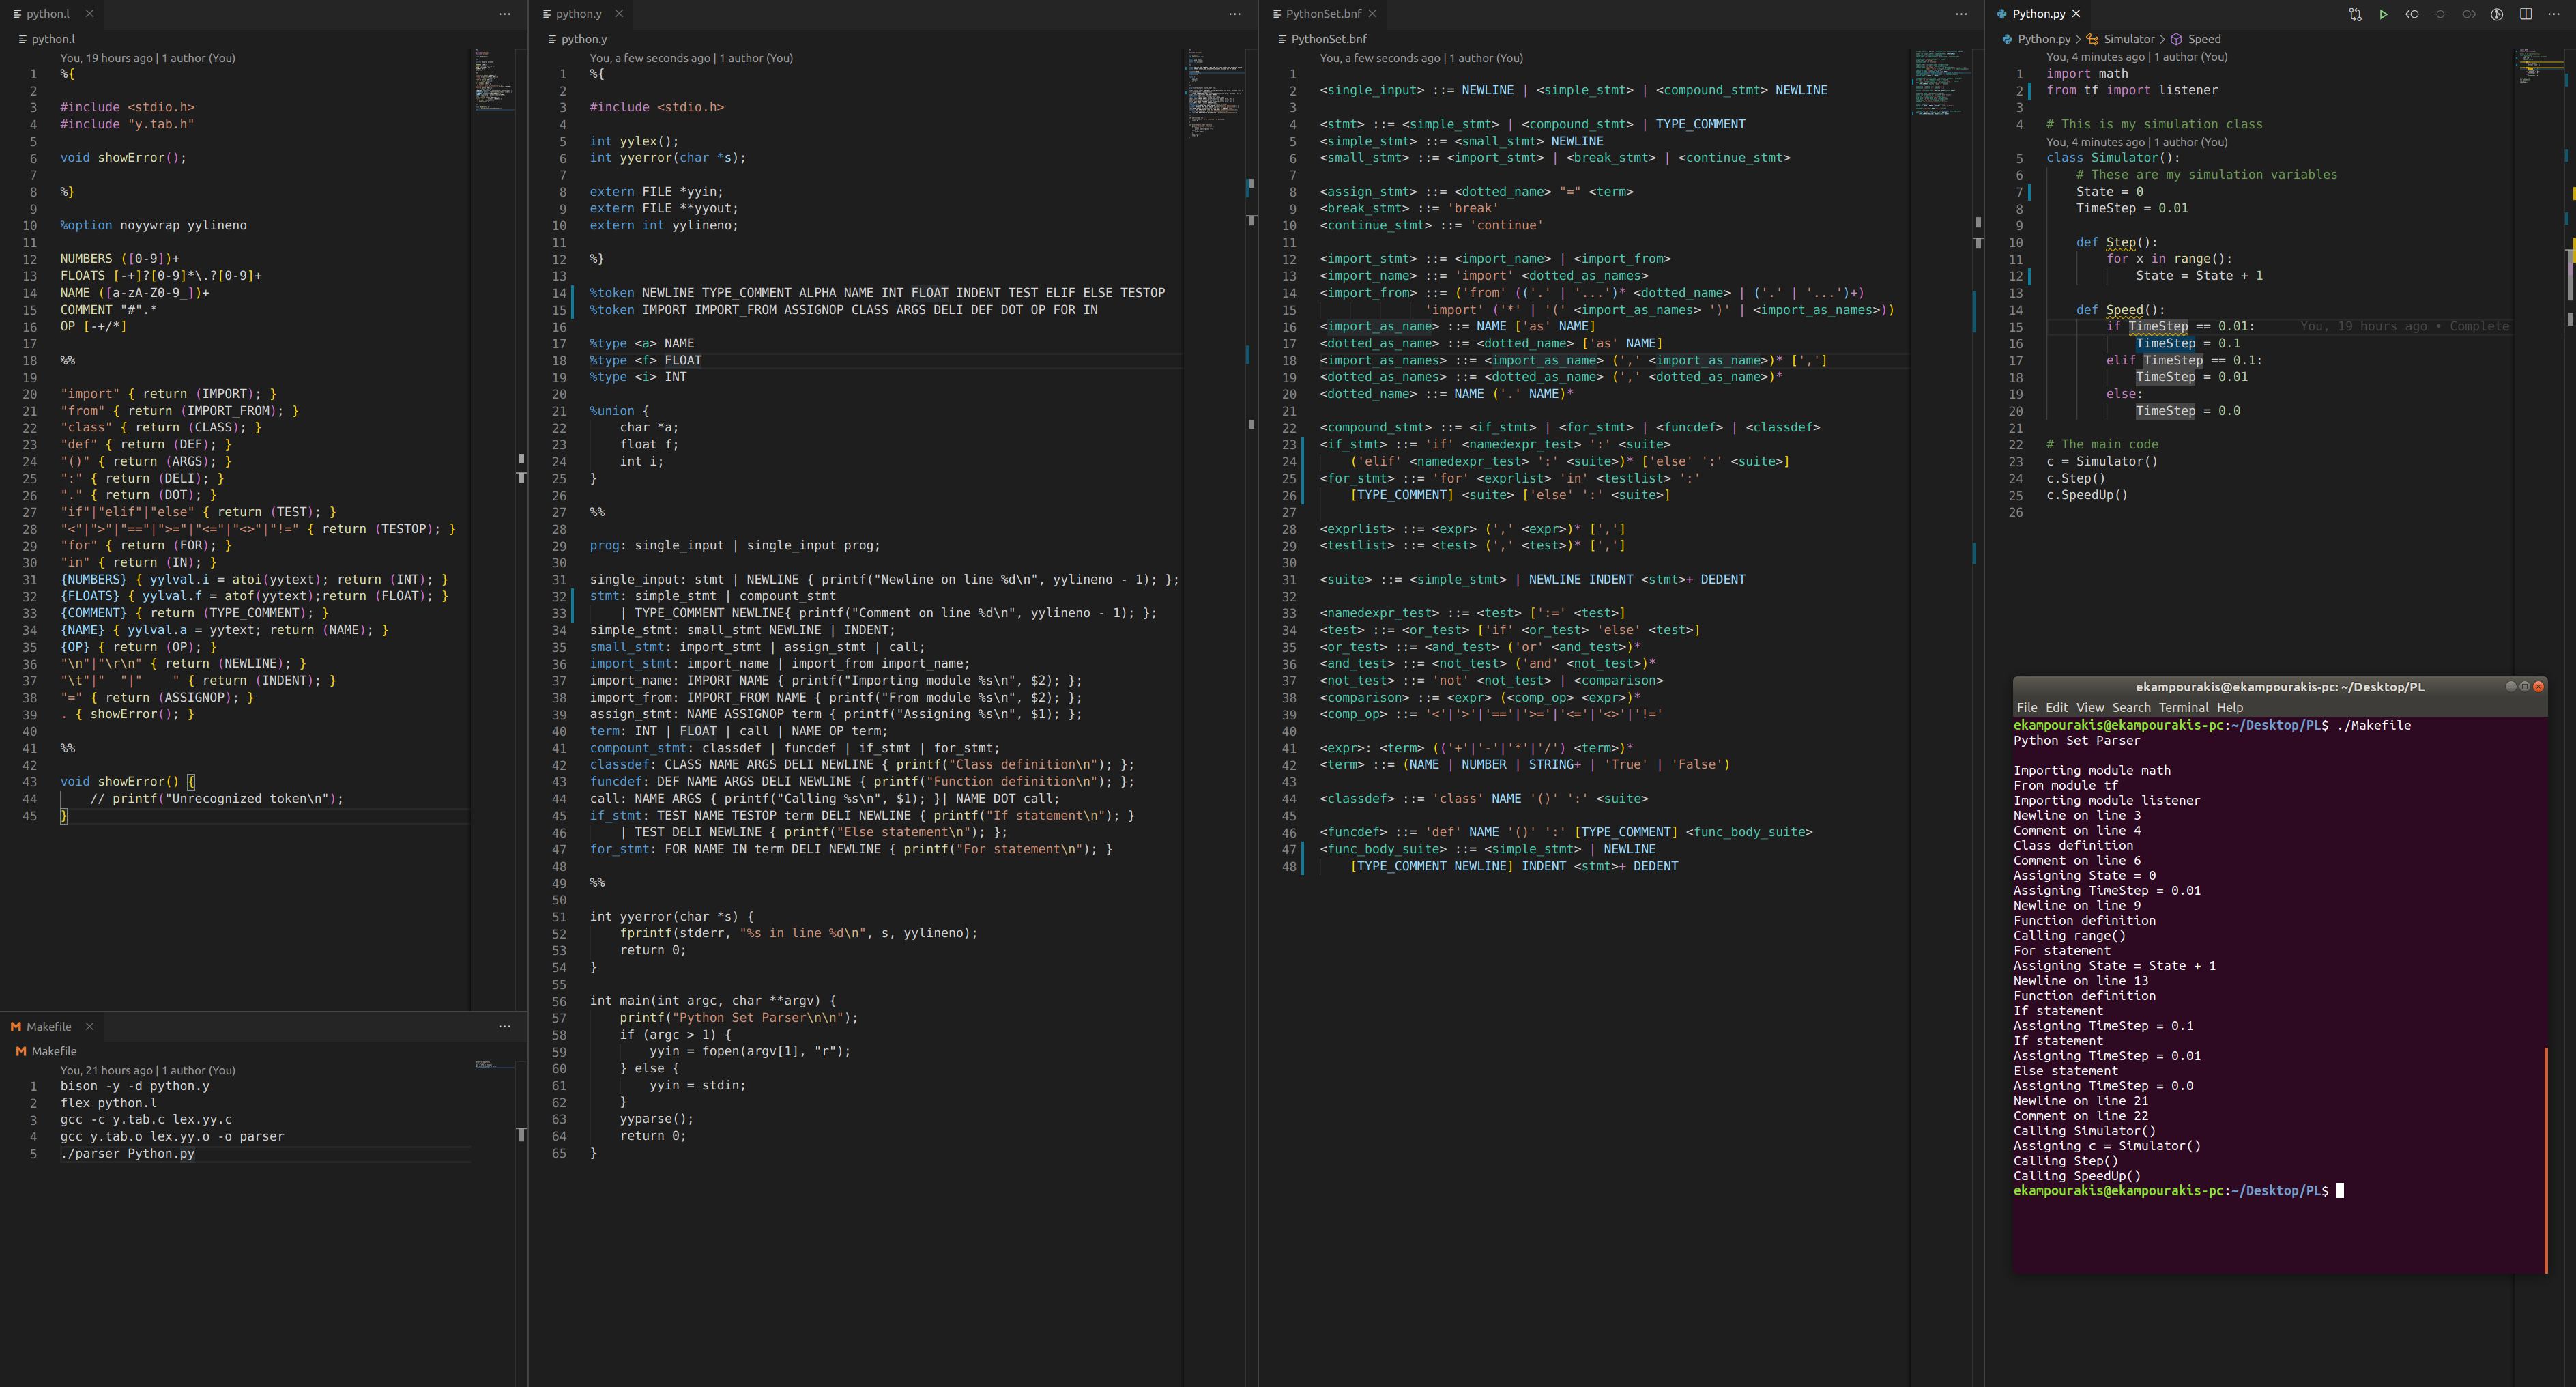 python.l
python.l
You, 19 hours ago | 1 author (You)
1 %{
2
3 #include <stdio.h>
4 #include "y.tab.h"
5
6 void showError();
7
8 %}
9
10 %option noyywrap yylineno
11
12 NUMBERS ([0-9])+
13 FLOATS [-+]?[0-9]*\.?[0-9]+
14 NAME ([a-zA-Z0-9_])+
15 COMMENT "#".*
16 OP [-+/*]
17
18 %%
19
20 "import" { return (IMPORT); }
21 "from" { return (IMPORT_FROM); }
22 "class" { return (CLASS); }
23 "def" { return (DEF); }
24 "()" { return (ARGS); }
25 ":" { return (DELI); }
26 "." { return (DOT); }
27 "if"|"elif"|"else" { return (TEST); }
28 "<"|">"|"=="|">="|"<="|"<>"|"!=" { return (TESTOP); }
29 "for" { return (FOR); }
30 "in" { return (IN); }
31 {NUMBERS} { yylval.i = atoi(yytext); return (INT); }
32 {FLOATS} { yylval.f = atof(yytext);return (FLOAT); }
33 {COMMENT} { return (TYPE_COMMENT); }
34 {NAME} { yylval.a = yytext; return (NAME); }
35 {OP} { return (OP); }
36 "\n"|"\r\n" { return (NEWLINE); }
37 "\t"|"  "|"    " { return (INDENT); }
38 "=" { return (ASSIGNOP); }
39 . { showError(); }
40
41 %%
42
43 void showError() {
44     // printf("Unrecognized token\n");
45 }
Makefile
Makefile
You, 21 hours ago | 1 author (You)
1 bison -y -d python.y
2 flex python.l
3 gcc -c y.tab.c lex.yy.c
4 gcc y.tab.o lex.yy.o -o parser
5 ./parser Python.py
python.y
python.y
You, a few seconds ago | 1 author (You)
1 %{
2
3 #include <stdio.h>
4
5 int yylex();
6 int yyerror(char *s);
7
8 extern FILE *yyin;
9 extern FILE **yyout;
10 extern int yylineno;
11
12 %}
13
14 %token NEWLINE TYPE_COMMENT ALPHA NAME INT FLOAT INDENT TEST ELIF ELSE TESTOP
15 %token IMPORT IMPORT_FROM ASSIGNOP CLASS ARGS DELI DEF DOT OP FOR IN
16
17 %type <a> NAME
18 %type <f> FLOAT
19 %type <i> INT
20
21 %union {
22     char *a;
23     float f;
24     int i;
25 }
26
27 %%
28
29 prog: single_input | single_input prog;
30
31 single_input: stmt | NEWLINE { printf("Newline on line %d\n", yylineno - 1); };
32 stmt: simple_stmt | compount_stmt
33     | TYPE_COMMENT NEWLINE{ printf("Comment on line %d\n", yylineno - 1); };
34 simple_stmt: small_stmt NEWLINE | INDENT;
35 small_stmt: import_stmt | assign_stmt | call;
36 import_stmt: import_name | import_from import_name;
37 import_name: IMPORT NAME { printf("Importing module %s\n", $2); };
38 import_from: IMPORT_FROM NAME { printf("From module %s\n", $2); };
39 assign_stmt: NAME ASSIGNOP term { printf("Assigning %s\n", $1); };
40 term: INT | FLOAT | call | NAME OP term;
41 compount_stmt: classdef | funcdef | if_stmt | for_stmt;
42 classdef: CLASS NAME ARGS DELI NEWLINE { printf("Class definition\n"); };
43 funcdef: DEF NAME ARGS DELI NEWLINE { printf("Function definition\n"); };
44 call: NAME ARGS { printf("Calling %s\n", $1); }| NAME DOT call;
45 if_stmt: TEST NAME TESTOP term DELI NEWLINE { printf("If statement\n"); }
46     | TEST DELI NEWLINE { printf("Else statement\n"); };
47 for_stmt: FOR NAME IN term DELI NEWLINE { printf("For statement\n"); }
48
49 %%
50
51 int yyerror(char *s) {
52     fprintf(stderr, "%s in line %d\n", s, yylineno);
53     return 0;
54 }
55
56 int main(int argc, char **argv) {
57     printf("Python Set Parser\n\n");
58     if (argc > 1) {
59         yyin = fopen(argv[1], "r");
60     } else {
61         yyin = stdin;
62     }
63     yyparse();
64     return 0;
65 }
PythonSet.bnf
PythonSet.bnf
You, a few seconds ago | 1 author (You)
1
2 <single_input> ::= NEWLINE | <simple_stmt> | <compound_stmt> NEWLINE
3
4 <stmt> ::= <simple_stmt> | <compound_stmt> | TYPE_COMMENT
5 <simple_stmt> ::= <small_stmt> NEWLINE
6 <small_stmt> ::= <import_stmt> | <break_stmt> | <continue_stmt>
7
8 <assign_stmt> ::= <dotted_name> "=" <term>
9 <break_stmt> ::= 'break'
10 <continue_stmt> ::= 'continue'
11
12 <import_stmt> ::= <import_name> | <import_from>
13 <import_name> ::= 'import' <dotted_as_names>
14 <import_from> ::= ('from' (('.' | '...')* <dotted_name> | ('.' | '...')+)
15               'import' ('*' | '(' <import_as_names> ')' | <import_as_names>))
16 <import_as_name> ::= NAME ['as' NAME]
17 <dotted_as_name> ::= <dotted_name> ['as' NAME]
18 <import_as_names> ::= <import_as_name> (',' <import_as_name>)* [',']
19 <dotted_as_names> ::= <dotted_as_name> (',' <dotted_as_name>)*
20 <dotted_name> ::= NAME ('.' NAME)*
21
22 <compound_stmt> ::= <if_stmt> | <for_stmt> | <funcdef> | <classdef>
23 <if_stmt> ::= 'if' <namedexpr_test> ':' <suite>
24     ('elif' <namedexpr_test> ':' <suite>)* ['else' ':' <suite>]
25 <for_stmt> ::= 'for' <exprlist> 'in' <testlist> ':'
26     [TYPE_COMMENT] <suite> ['else' ':' <suite>]
27
28 <exprlist> ::= <expr> (',' <expr>)* [',']
29 <testlist> ::= <test> (',' <test>)* [',']
30
31 <suite> ::= <simple_stmt> | NEWLINE INDENT <stmt>+ DEDENT
32
33 <namedexpr_test> ::= <test> [':=' <test>]
34 <test> ::= <or_test> ['if' <or_test> 'else' <test>]
35 <or_test> ::= <and_test> ('or' <and_test>)*
36 <and_test> ::= <not_test> ('and' <not_test>)*
37 <not_test> ::= 'not' <not_test> | <comparison>
38 <comparison> ::= <expr> (<comp_op> <expr>)*
39 <comp_op> ::= '<'|'>'|'=='|'>='|'<='|'<>'|'!='
40
41 <expr>: <term> (('+'|'-'|'*'|'/') <term>)*
42 <term> ::= (NAME | NUMBER | STRING+ | 'True' | 'False')
43
44 <classdef> ::= 'class' NAME '()' ':' <suite>
45
46 <funcdef> ::= 'def' NAME '()' ':' [TYPE_COMMENT] <func_body_suite>
47 <func_body_suite> ::= <simple_stmt> | NEWLINE
48     [TYPE_COMMENT NEWLINE] INDENT <stmt>+ DEDENT
Python.py
Python.py > Simulator > Speed
You, 4 minutes ago | 1 author (You)
1 import math
2 from tf import listener
3
4 # This is my simulation class
You, 4 minutes ago | 1 author (You)
5 class Simulator():
6     # These are my simulation variables
7     State = 0
8     TimeStep = 0.01
9
10     def Step():
11         for x in range():
12             State = State + 1
13
14     def Speed():
15         if TimeStep == 0.01:      You, 19 hours ago • Complete
16             TimeStep = 0.1
17         elif TimeStep == 0.1:
18             TimeStep = 0.01
19         else:
20             TimeStep = 0.0
21
22 # The main code
23 c = Simulator()
24 c.Step()
25 c.SpeedUp()
26
ekampourakis@ekampourakis-pc: ~/Desktop/PL
File Edit View Search Terminal Help
ekampourakis@ekampourakis-pc:~/Desktop/PL$ ./Makefile
Python Set Parser

Importing module math
From module tf
Importing module listener
Newline on line 3
Comment on line 4
Class definition
Comment on line 6
Assigning State = 0
Assigning TimeStep = 0.01
Newline on line 9
Function definition
Calling range()
For statement
Assigning State = State + 1
Newline on line 13
Function definition
If statement
Assigning TimeStep = 0.1
If statement
Assigning TimeStep = 0.01
Else statement
Assigning TimeStep = 0.0
Newline on line 21
Comment on line 22
Calling Simulator()
Assigning c = Simulator()
Calling Step()
Calling SpeedUp()
ekampourakis@ekampourakis-pc:~/Desktop/PL$